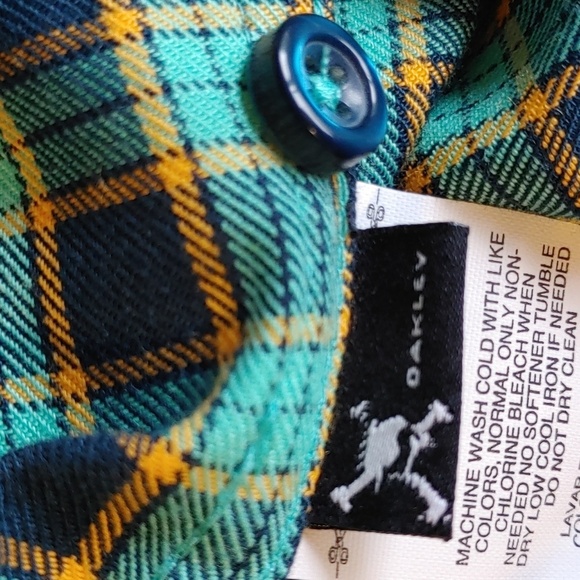 OAKLEY
MACHINE WASH COLD WITH LIKE
COLORS, NORMAL ONLY NON-
CHLORINE BLEACH WHEN
NEEDED NO SOFTENER TUMBLE
DRY LOW COOL IRON IF NEEDED
DO NOT DRY CLEAN